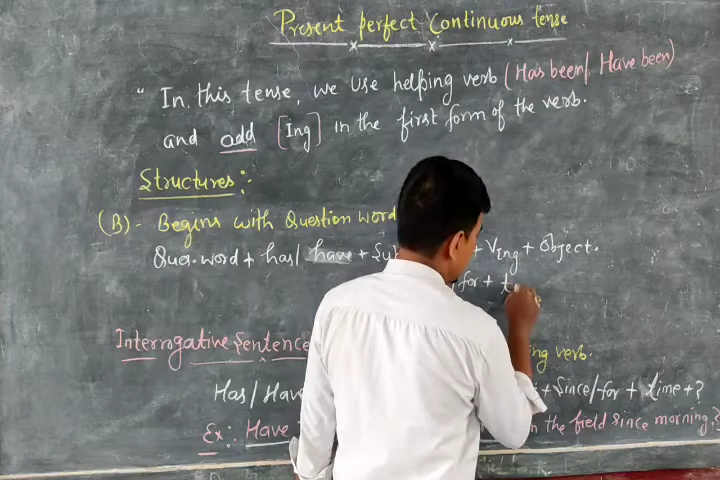 Present perfect Continuous tense
" In, this tense, we use helping verb (Has been/ Have been)
and add [Ing] in the first form of the verb.
Structures:-
(B)- Begins with Question word
Ques. word + has/ have + Sub + VIng + Object.
for + t
Interrogative Sentence verb.
Has/ Have + Since/for + time + ?
Ex:- Have the field since morning?